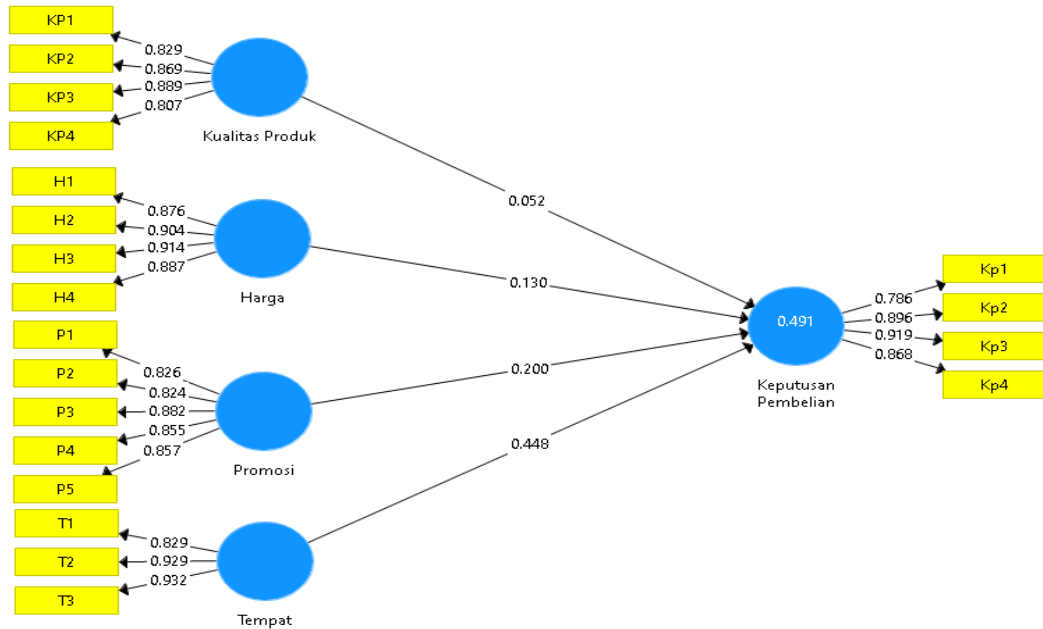 KP1
0.829
KP2
0.869
KP3
0.889
0.807
KP4
Kualitas Produk
0.052
H1
0.876
H2
0.904
H3
0.914
0.887
H4
Harga
0.130
P1
0.826
P2
0.824
P3
0.882
P4
0.855
0.857
P5
Promosi
0.200
T1
0.829
T2
0.929
T3
0.932
Tempat
0.448
0.491
Keputusan
Pembelian
Kp1
0.786
Kp2
0.896
Kp3
0.919
0.868
Kp4